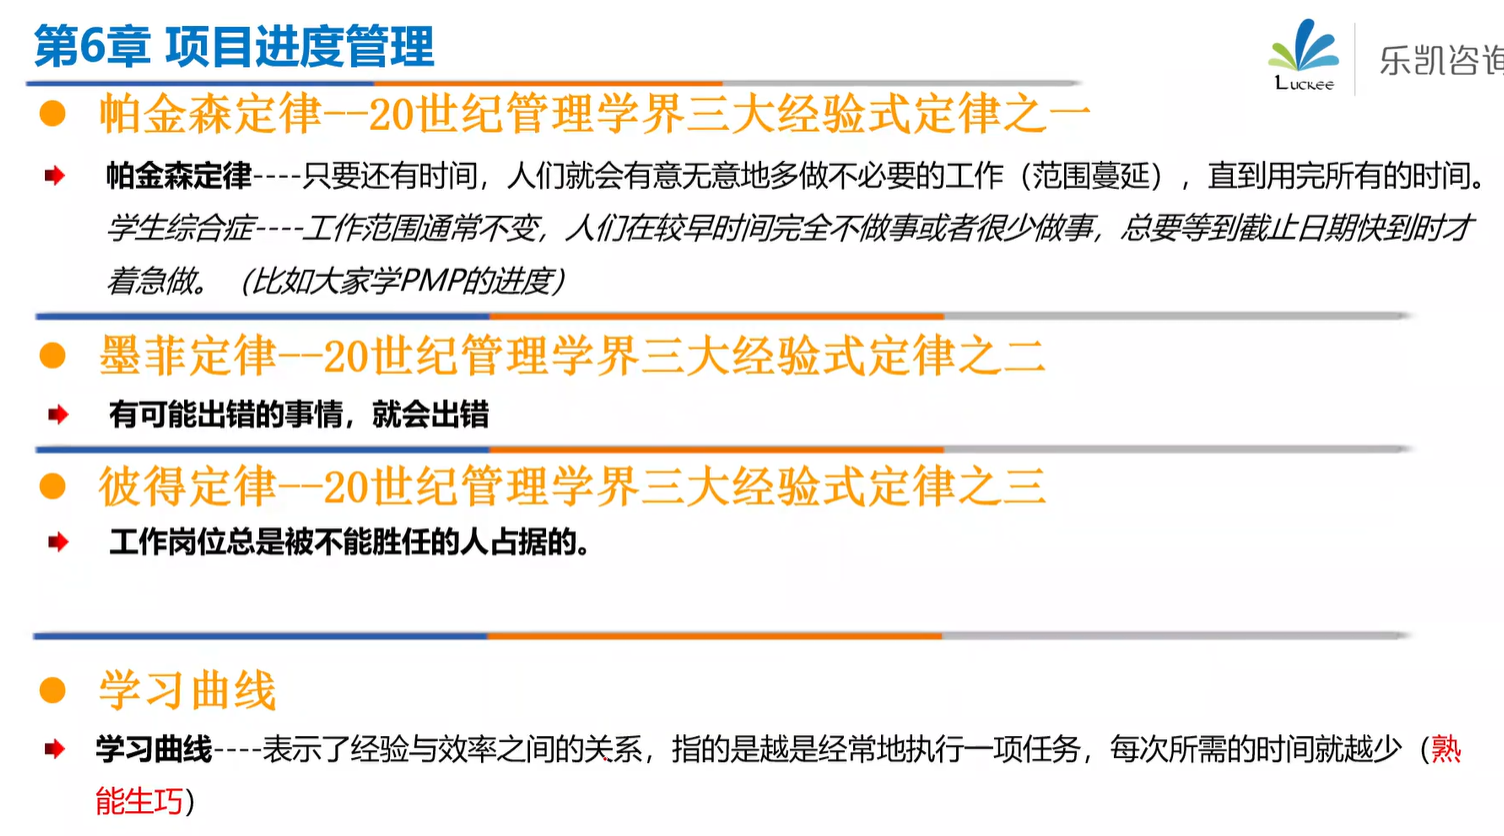 第6章 项目进度管理
Luckee
乐凯咨询
帕金森定律--20世纪管理学界三大经验式定律之一
帕金森定律----只要还有时间，人们就会有意无意地多做不必要的工作（范围蔓延），直到用完所有的时间。
学生综合症----工作范围通常不变，人们在较早时间完全不做事或者很少做事，总要等到截止日期快到时才
着急做。（比如大家学PMP的进度）
墨菲定律--20世纪管理学界三大经验式定律之二
有可能出错的事情，就会出错
彼得定律--20世纪管理学界三大经验式定律之三
工作岗位总是被不能胜任的人占据的。
学习曲线
学习曲线----表示了经验与效率之间的关系，指的是越是经常地执行一项任务，每次所需的时间就越少（熟
能生巧）